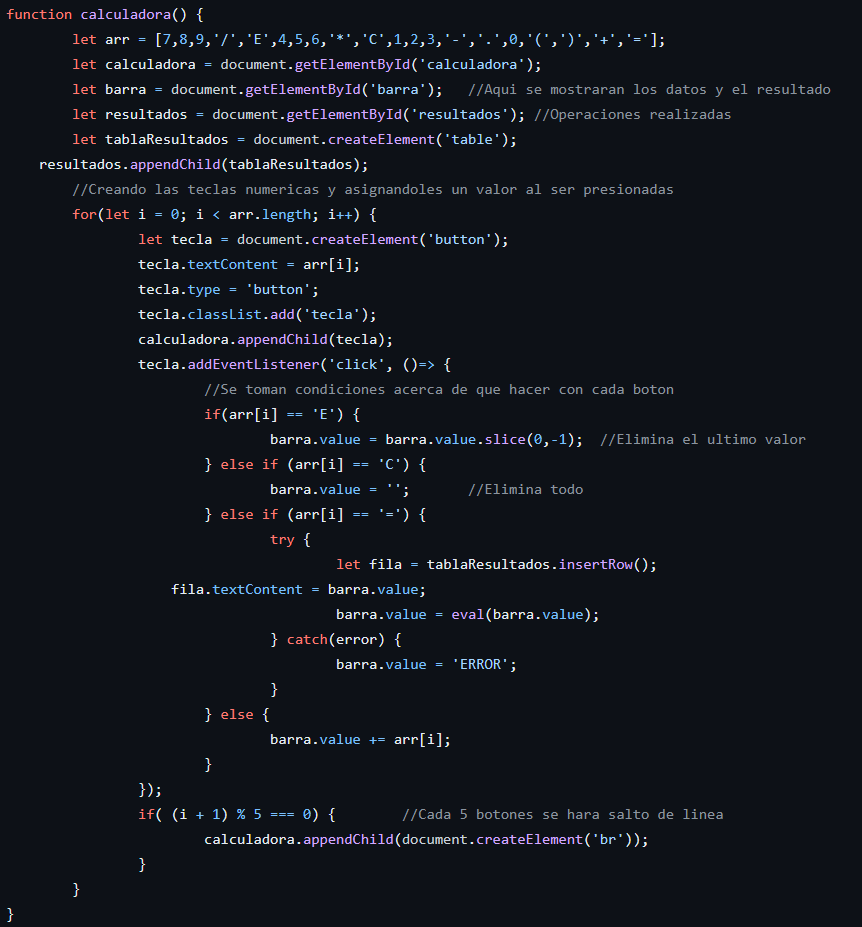 function calculadora() {
        let arr = [7,8,9,'/','E',4,5,6,'*','C',1,2,3,'-','.',0,'(',')','+','='];
        let calculadora = document.getElementById('calculadora');
        let barra = document.getElementById('barra');   //Aqui se mostraran los datos y el resultado
        let resultados = document.getElementById('resultados'); //Operaciones realizadas
        let tablaResultados = document.createElement('table');
    resultados.appendChild(tablaResultados);
        //Creando las teclas numericas y asignandoles un valor al ser presionadas
        for(let i = 0; i < arr.length; i++) {
                let tecla = document.createElement('button');
                tecla.textContent = arr[i];
                tecla.type = 'button';
                tecla.classList.add('tecla');
                calculadora.appendChild(tecla);
                tecla.addEventListener('click', ()=> {
                        //Se toman condiciones acerca de que hacer con cada boton
                        if(arr[i] == 'E') {
                                barra.value = barra.value.slice(0,-1);  //Elimina el ultimo valor
                        } else if (arr[i] == 'C') {
                                barra.value = '';       //Elimina todo
                        } else if (arr[i] == '=') {
                                try {
                                        let fila = tablaResultados.insertRow();
                    fila.textContent = barra.value;
                                        barra.value = eval(barra.value);
                                } catch(error) {
                                        barra.value = 'ERROR';
                                }
                        } else {
                                barra.value += arr[i];
                        }
                });
                if( (i + 1) % 5 === 0) {        //Cada 5 botones se hara salto de linea
                        calculadora.appendChild(document.createElement('br'));
                }
        }
}